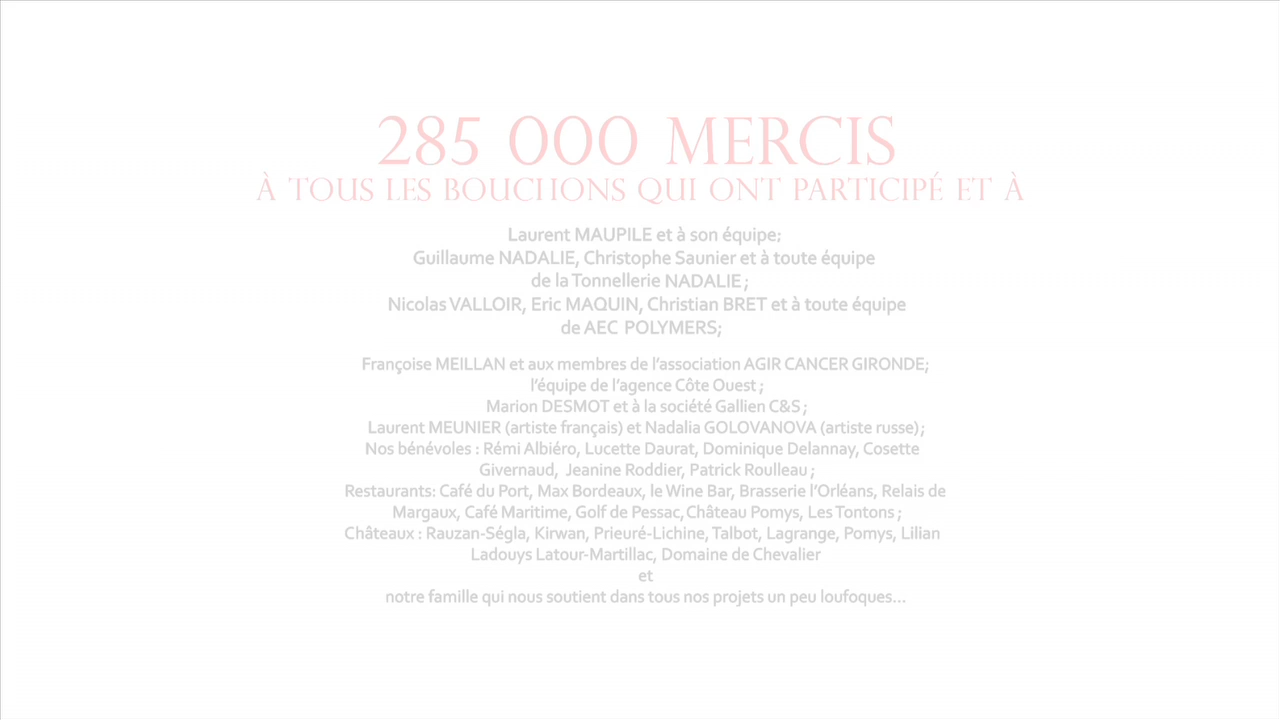 285 000 MERCIS
À TOUS LES BOUCHONS QUI ONT PARTICIPÉ ET À
Laurent MAUPILE et à son équipe;
Guillaume NADALIE, Christophe Saunier et à toute équipe
de la Tonnellerie NADALIE ;
Nicolas VALLOIR, Eric MAQUIN, Christian BRET et à toute équipe
de AEC POLYMERS;
Françoise MEILLAN et aux membres de l'association AGIR CANCER GIRONDE;
l'équipe de l'agence Côte Ouest ;
Marion DESMOT et à la société Gallien C&S ;
Laurent MEUNIER (artiste français) et Nadalia GOLOVANOVA (artiste russe) ;
Nos bénévoles : Rémi Albiéro, Lucette Daurat, Dominique Delannay, Cosette
Givernaud, Jeanine Roddier, Patrick Roulleau ;
Restaurants: Café du Port, Max Bordeaux, le Wine Bar, Brasserie l'Orléans, Relais de
Margaux, Café Maritime, Golf de Pessac, Château Pomys, Les Tontons ;
Châteaux : Rauzan-Ségla, Kirwan, Prieuré-Lichine, Talbot, Lagrange, Pomys, Lilian
Ladouys Latour-Martillac, Domaine de Chevalier
et
notre famille qui nous soutient dans tous nos projets un peu loufoques...